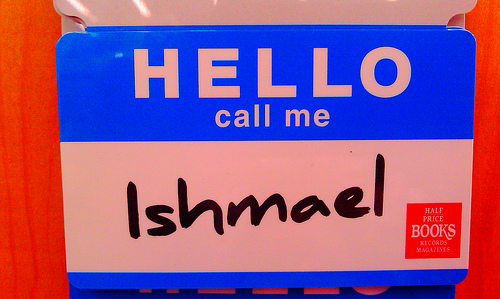 HELLO
call me
Ishmael
HALF
PRICE
BOOKS
RECORDS
MAGAZINES